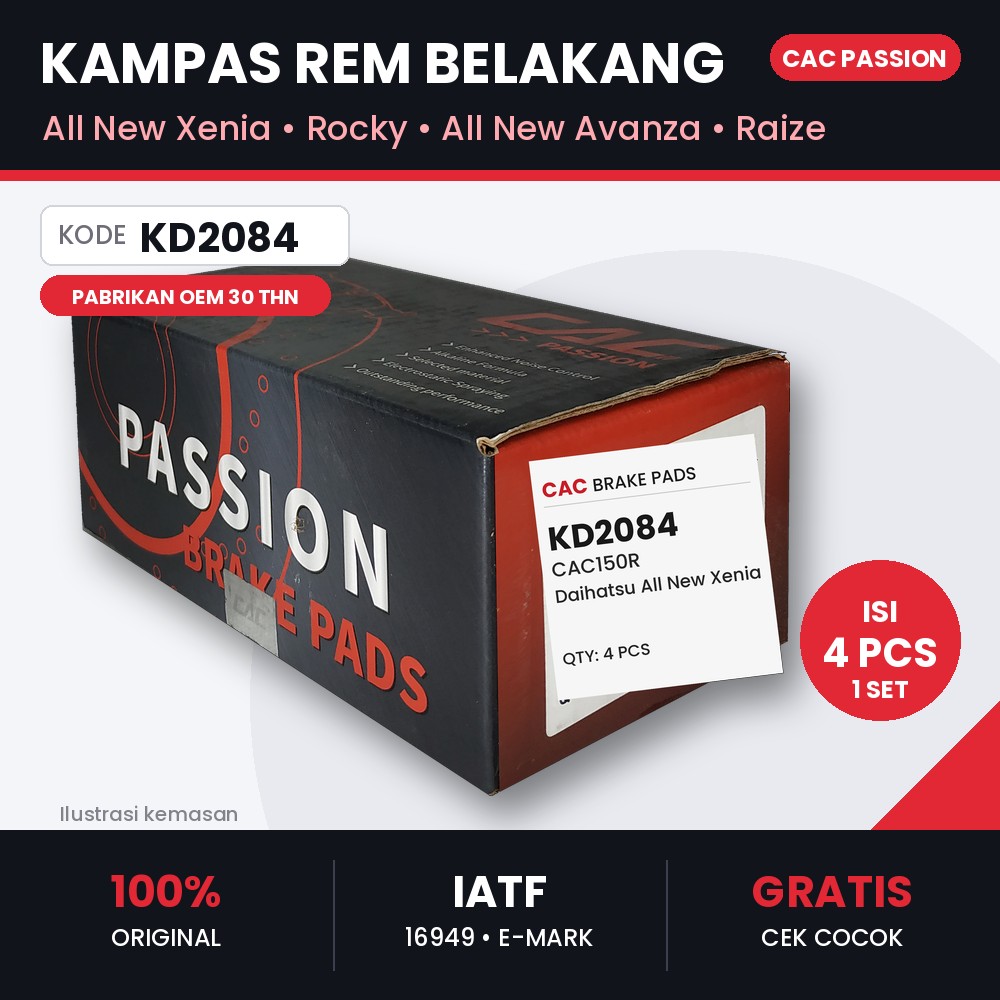 KAMPAS REM BELAKANG
CAC PASSION
All New Xenia • Rocky • All New Avanza • Raize
KODE KD2084
PABRIKAN OEM 30 THN
CAC
PASSION
Enhanced Noise Control
Alkaline Formula
Selected material
Electrostatic-Spraying
Outstanding performance
PASSION
BRAKE PADS
CAC
CAC BRAKE PADS
KD2084
CAC150R
Daihatsu All New Xenia
QTY: 4 PCS
ISI
4 PCS
1 SET
Ilustrasi kemasan
100%
ORIGINAL
IATF
16949 • E-MARK
GRATIS
CEK COCOK